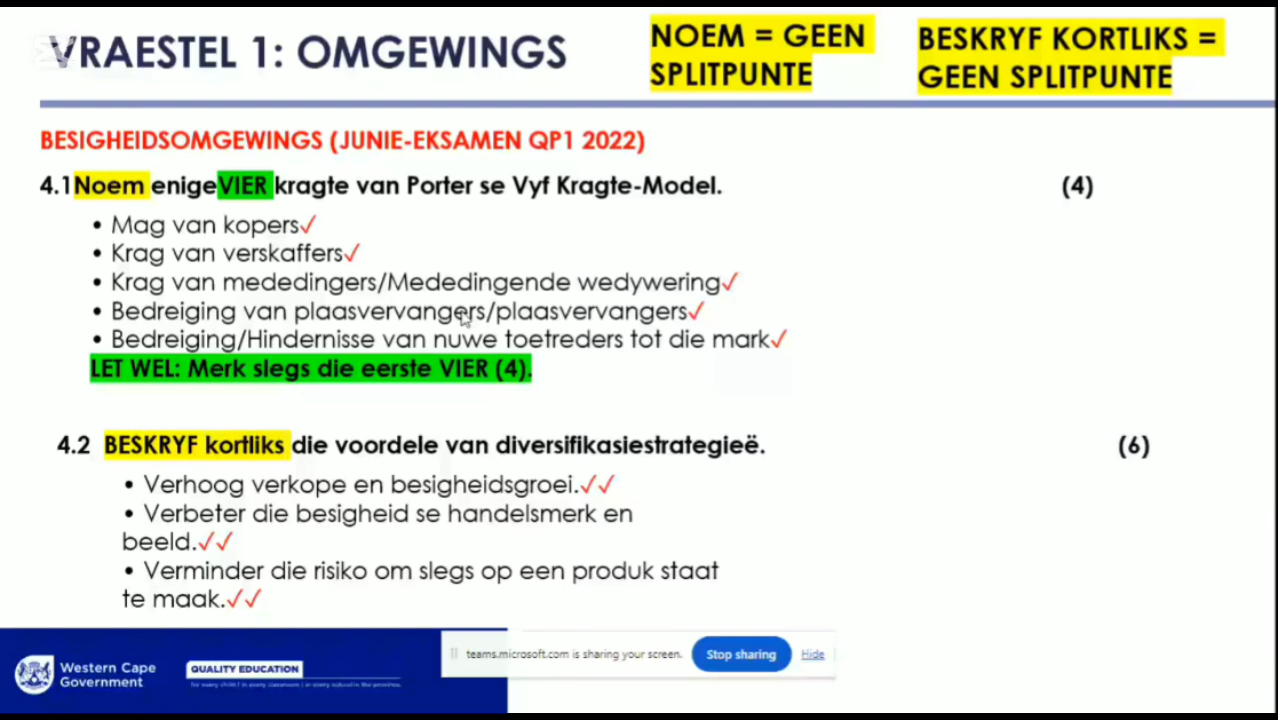 VRAESTEL 1: OMGEWINGS
NOEM = GEEN
SPLITPUNTE
BESKRYF KORTLIKS =
GEEN SPLITPUNTE
BESIGHEIDSOMGEWINGS (JUNIE-EKSAMEN QP1 2022)
4.1Noem enigeVIER kragte van Porter se Vyf Kragte-Model. (4)
• Mag van kopers✓
• Krag van verskaffers✓
• Krag van mededingers/Mededingende wedywering✓
• Bedreiging van plaasvervangers/plaasvervangers✓
• Bedreiging/Hindernisse van nuwe toetreders tot die mark✓
LET WEL: Merk slegs die eerste VIER (4).
4.2 BESKRYF kortliks die voordele van diversifikasiestrategieë. (6)
• Verhoog verkope en besigheidsgroei.✓✓
• Verbeter die besigheid se handelsmerk en
beeld.✓✓
• Verminder die risiko om slegs op een produk staat
te maak.✓✓
Western Cape
Government
QUALITY EDUCATION
teams.microsoft.com is sharing your screen.
Stop sharing
Hide